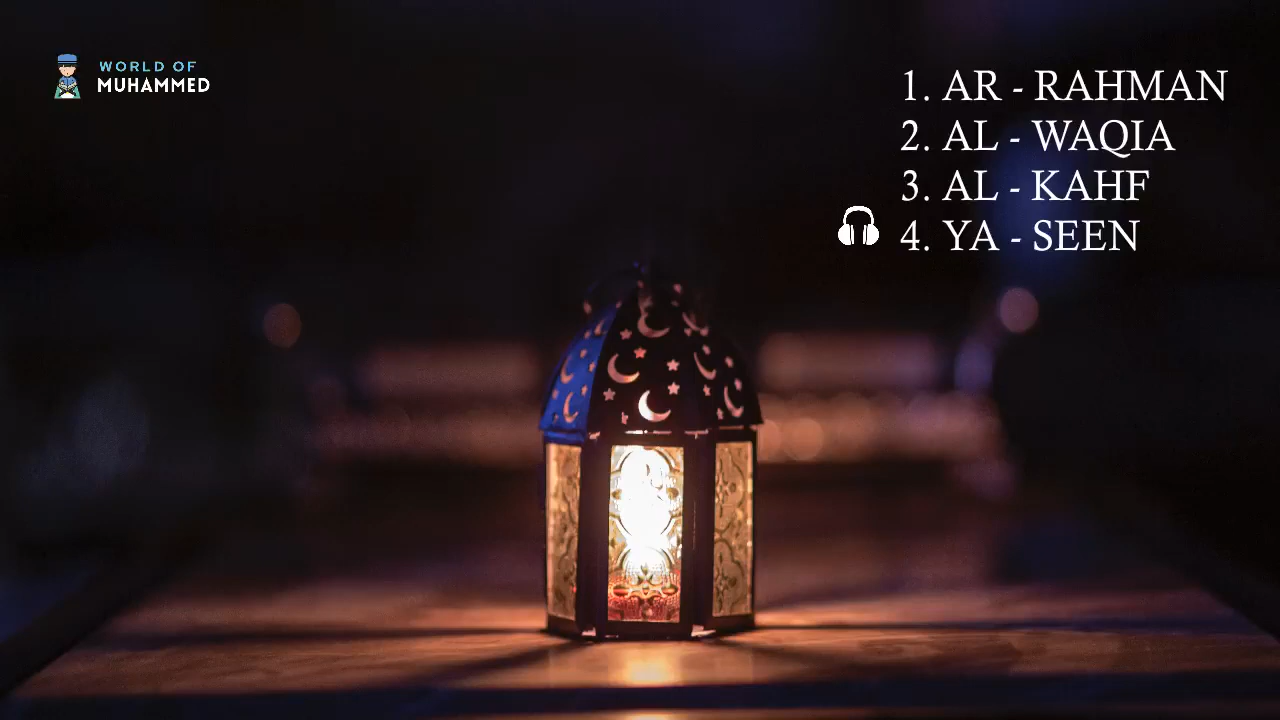 WORLD OF
MUHAMMED
1. AR - RAHMAN
2. AL - WAQIA
3. AL - KAHF
4. YA - SEEN